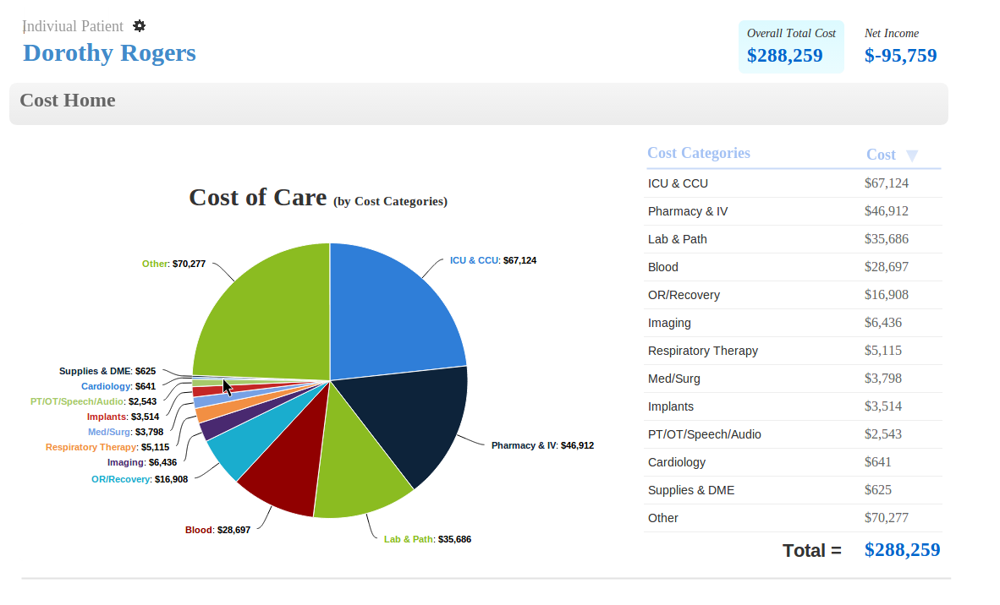 Indiviual Patient
Dorothy Rogers
Overall Total Cost
$288,259
Net Income
$-95,759
Cost Home
Cost of Care (by Cost Categories)
Other: $70,277
ICU & CCU: $67,124
Supplies & DME: $625
Cardiology: $641
PT/OT/Speech/Audio: $2,543
Implants: $3,514
Med/Surg: $3,798
Respiratory Therapy: $5,115
Imaging: $6,436
OR/Recovery: $16,908
Blood: $28,697
Lab & Path: $35,686
Pharmacy & IV: $46,912
Cost Categories Cost
ICU & CCU $67,124
Pharmacy & IV $46,912
Lab & Path $35,686
Blood $28,697
OR/Recovery $16,908
Imaging $6,436
Respiratory Therapy $5,115
Med/Surg $3,798
Implants $3,514
PT/OT/Speech/Audio $2,543
Cardiology $641
Supplies & DME $625
Other $70,277
Total = $288,259